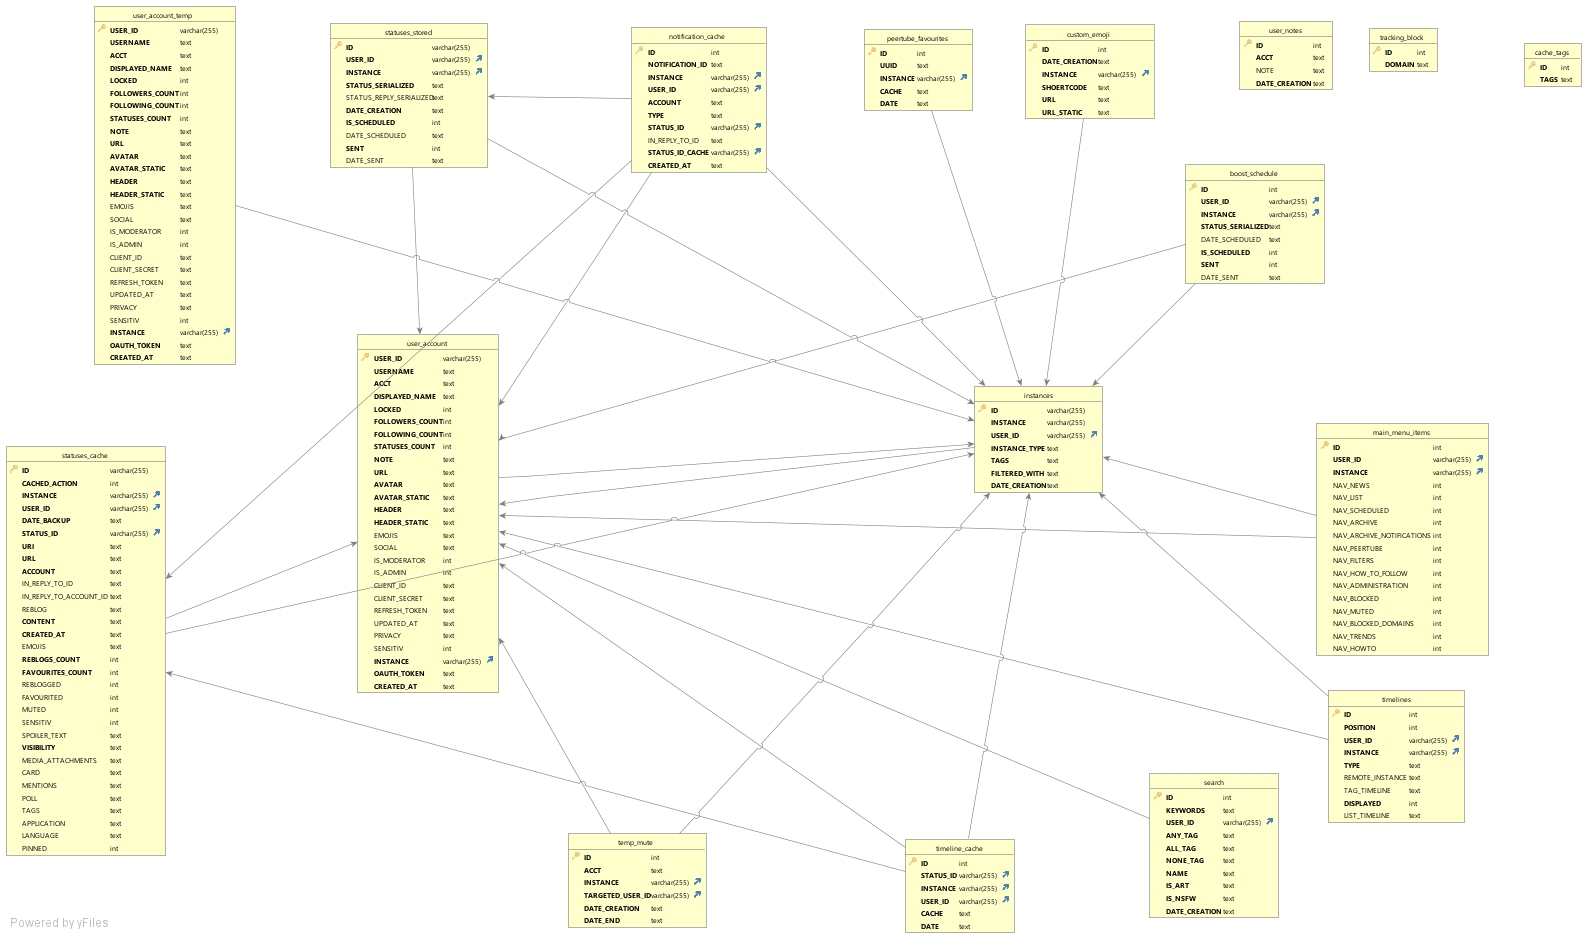 user_account_temp
USER_ID varchar(255)
USERNAME text
ACCT text
DISPLAYED_NAME text
LOCKED int
FOLLOWERS_COUNT int
FOLLOWING_COUNT int
STATUSES_COUNT int
NOTE text
URL text
AVATAR text
AVATAR_STATIC text
HEADER text
HEADER_STATIC text
EMOJIS text
SOCIAL text
IS_MODERATOR int
IS_ADMIN int
CLIENT_ID text
CLIENT_SECRET text
REFRESH_TOKEN text
UPDATED_AT text
PRIVACY text
SENSITIV int
INSTANCE varchar(255)
OAUTH_TOKEN text
CREATED_AT text
statuses_stored
ID varchar(255)
USER_ID varchar(255)
INSTANCE varchar(255)
STATUS_SERIALIZED text
STATUS_REPLY_SERIALIZED text
DATE_CREATION text
IS_SCHEDULED int
DATE_SCHEDULED text
SENT int
DATE_SENT text
notification_cache
ID int
NOTIFICATION_ID text
INSTANCE varchar(255)
USER_ID varchar(255)
ACCOUNT text
TYPE text
STATUS_ID varchar(255)
IN_REPLY_TO_ID text
STATUS_ID_CACHE varchar(255)
CREATED_AT text
peertube_favourites
ID int
UUID text
INSTANCE varchar(255)
CACHE text
DATE text
custom_emoji
ID int
DATE_CREATION text
INSTANCE varchar(255)
SHOERTCODE text
URL text
URL_STATIC text
user_notes
ID int
ACCT text
NOTE text
DATE_CREATION text
tracking_block
ID int
DOMAIN text
cache_tags
ID int
TAGS text
boost_schedule
ID int
USER_ID varchar(255)
INSTANCE varchar(255)
STATUS_SERIALIZED text
DATE_SCHEDULED text
IS_SCHEDULED int
SENT int
DATE_SENT text
user_account
USER_ID varchar(255)
USERNAME text
ACCT text
DISPLAYED_NAME text
LOCKED int
FOLLOWERS_COUNT int
FOLLOWING_COUNT int
STATUSES_COUNT int
NOTE text
URL text
AVATAR text
AVATAR_STATIC text
HEADER text
HEADER_STATIC text
EMOJIS text
SOCIAL text
IS_MODERATOR int
IS_ADMIN int
CLIENT_ID text
CLIENT_SECRET text
REFRESH_TOKEN text
UPDATED_AT text
PRIVACY text
SENSITIV int
INSTANCE varchar(255)
OAUTH_TOKEN text
CREATED_AT text
instances
ID varchar(255)
INSTANCE varchar(255)
USER_ID varchar(255)
INSTANCE_TYPE text
TAGS text
FILTERED_WITH text
DATE_CREATION text
main_menu_items
ID int
USER_ID varchar(255)
INSTANCE varchar(255)
NAV_NEWS int
NAV_LIST int
NAV_SCHEDULED int
NAV_ARCHIVE int
NAV_ARCHIVE_NOTIFICATIONS int
NAV_PEERTUBE int
NAV_FILTERS int
NAV_HOW_TO_FOLLOW int
NAV_ADMINISTRATION int
NAV_BLOCKED int
NAV_MUTED int
NAV_BLOCKED_DOMAINS int
NAV_TRENDS int
NAV_HOWTO int
statuses_cache
ID varchar(255)
CACHED_ACTION int
INSTANCE varchar(255)
USER_ID varchar(255)
DATE_BACKUP text
STATUS_ID varchar(255)
URI text
URL text
ACCOUNT text
IN_REPLY_TO_ID text
IN_REPLY_TO_ACCOUNT_ID text
REBLOG text
CONTENT text
CREATED_AT text
EMOJIS text
REBLOGS_COUNT int
FAVOURITES_COUNT int
REBLOGGED int
FAVOURITED int
MUTED int
SENSITIV int
SPOILER_TEXT text
VISIBILITY text
MEDIA_ATTACHMENTS text
CARD text
MENTIONS text
POLL text
TAGS text
APPLICATION text
LANGUAGE text
PINNED int
timelines
ID int
POSITION int
USER_ID varchar(255)
INSTANCE varchar(255)
TYPE text
REMOTE_INSTANCE text
TAG_TIMELINE text
DISPLAYED int
LIST_TIMELINE text
search
ID int
KEYWORDS text
USER_ID varchar(255)
ANY_TAG text
ALL_TAG text
NONE_TAG text
NAME text
IS_ART text
IS_NSFW text
DATE_CREATION text
temp_mute
ID int
ACCT text
INSTANCE varchar(255)
TARGETED_USER_ID varchar(255)
DATE_CREATION text
DATE_END text
timeline_cache
ID int
STATUS_ID varchar(255)
INSTANCE varchar(255)
USER_ID varchar(255)
CACHE text
DATE text
Powered by yFiles